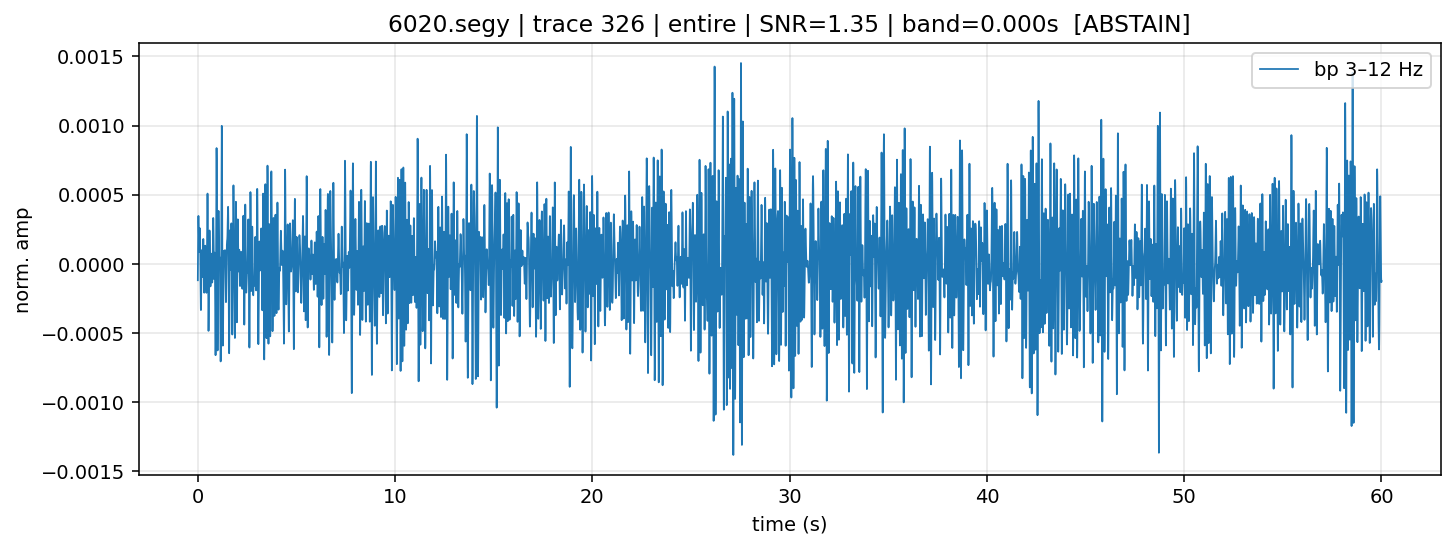 6020.segy | trace 326 | entire | SNR=1.35 | band=0.000s  [ABSTAIN]
bp 3–12 Hz
norm. amp
0.0015
0.0010
0.0005
0.0000
−0.0005
−0.0010
−0.0015
0 10 20 30 40 50 60
time (s)